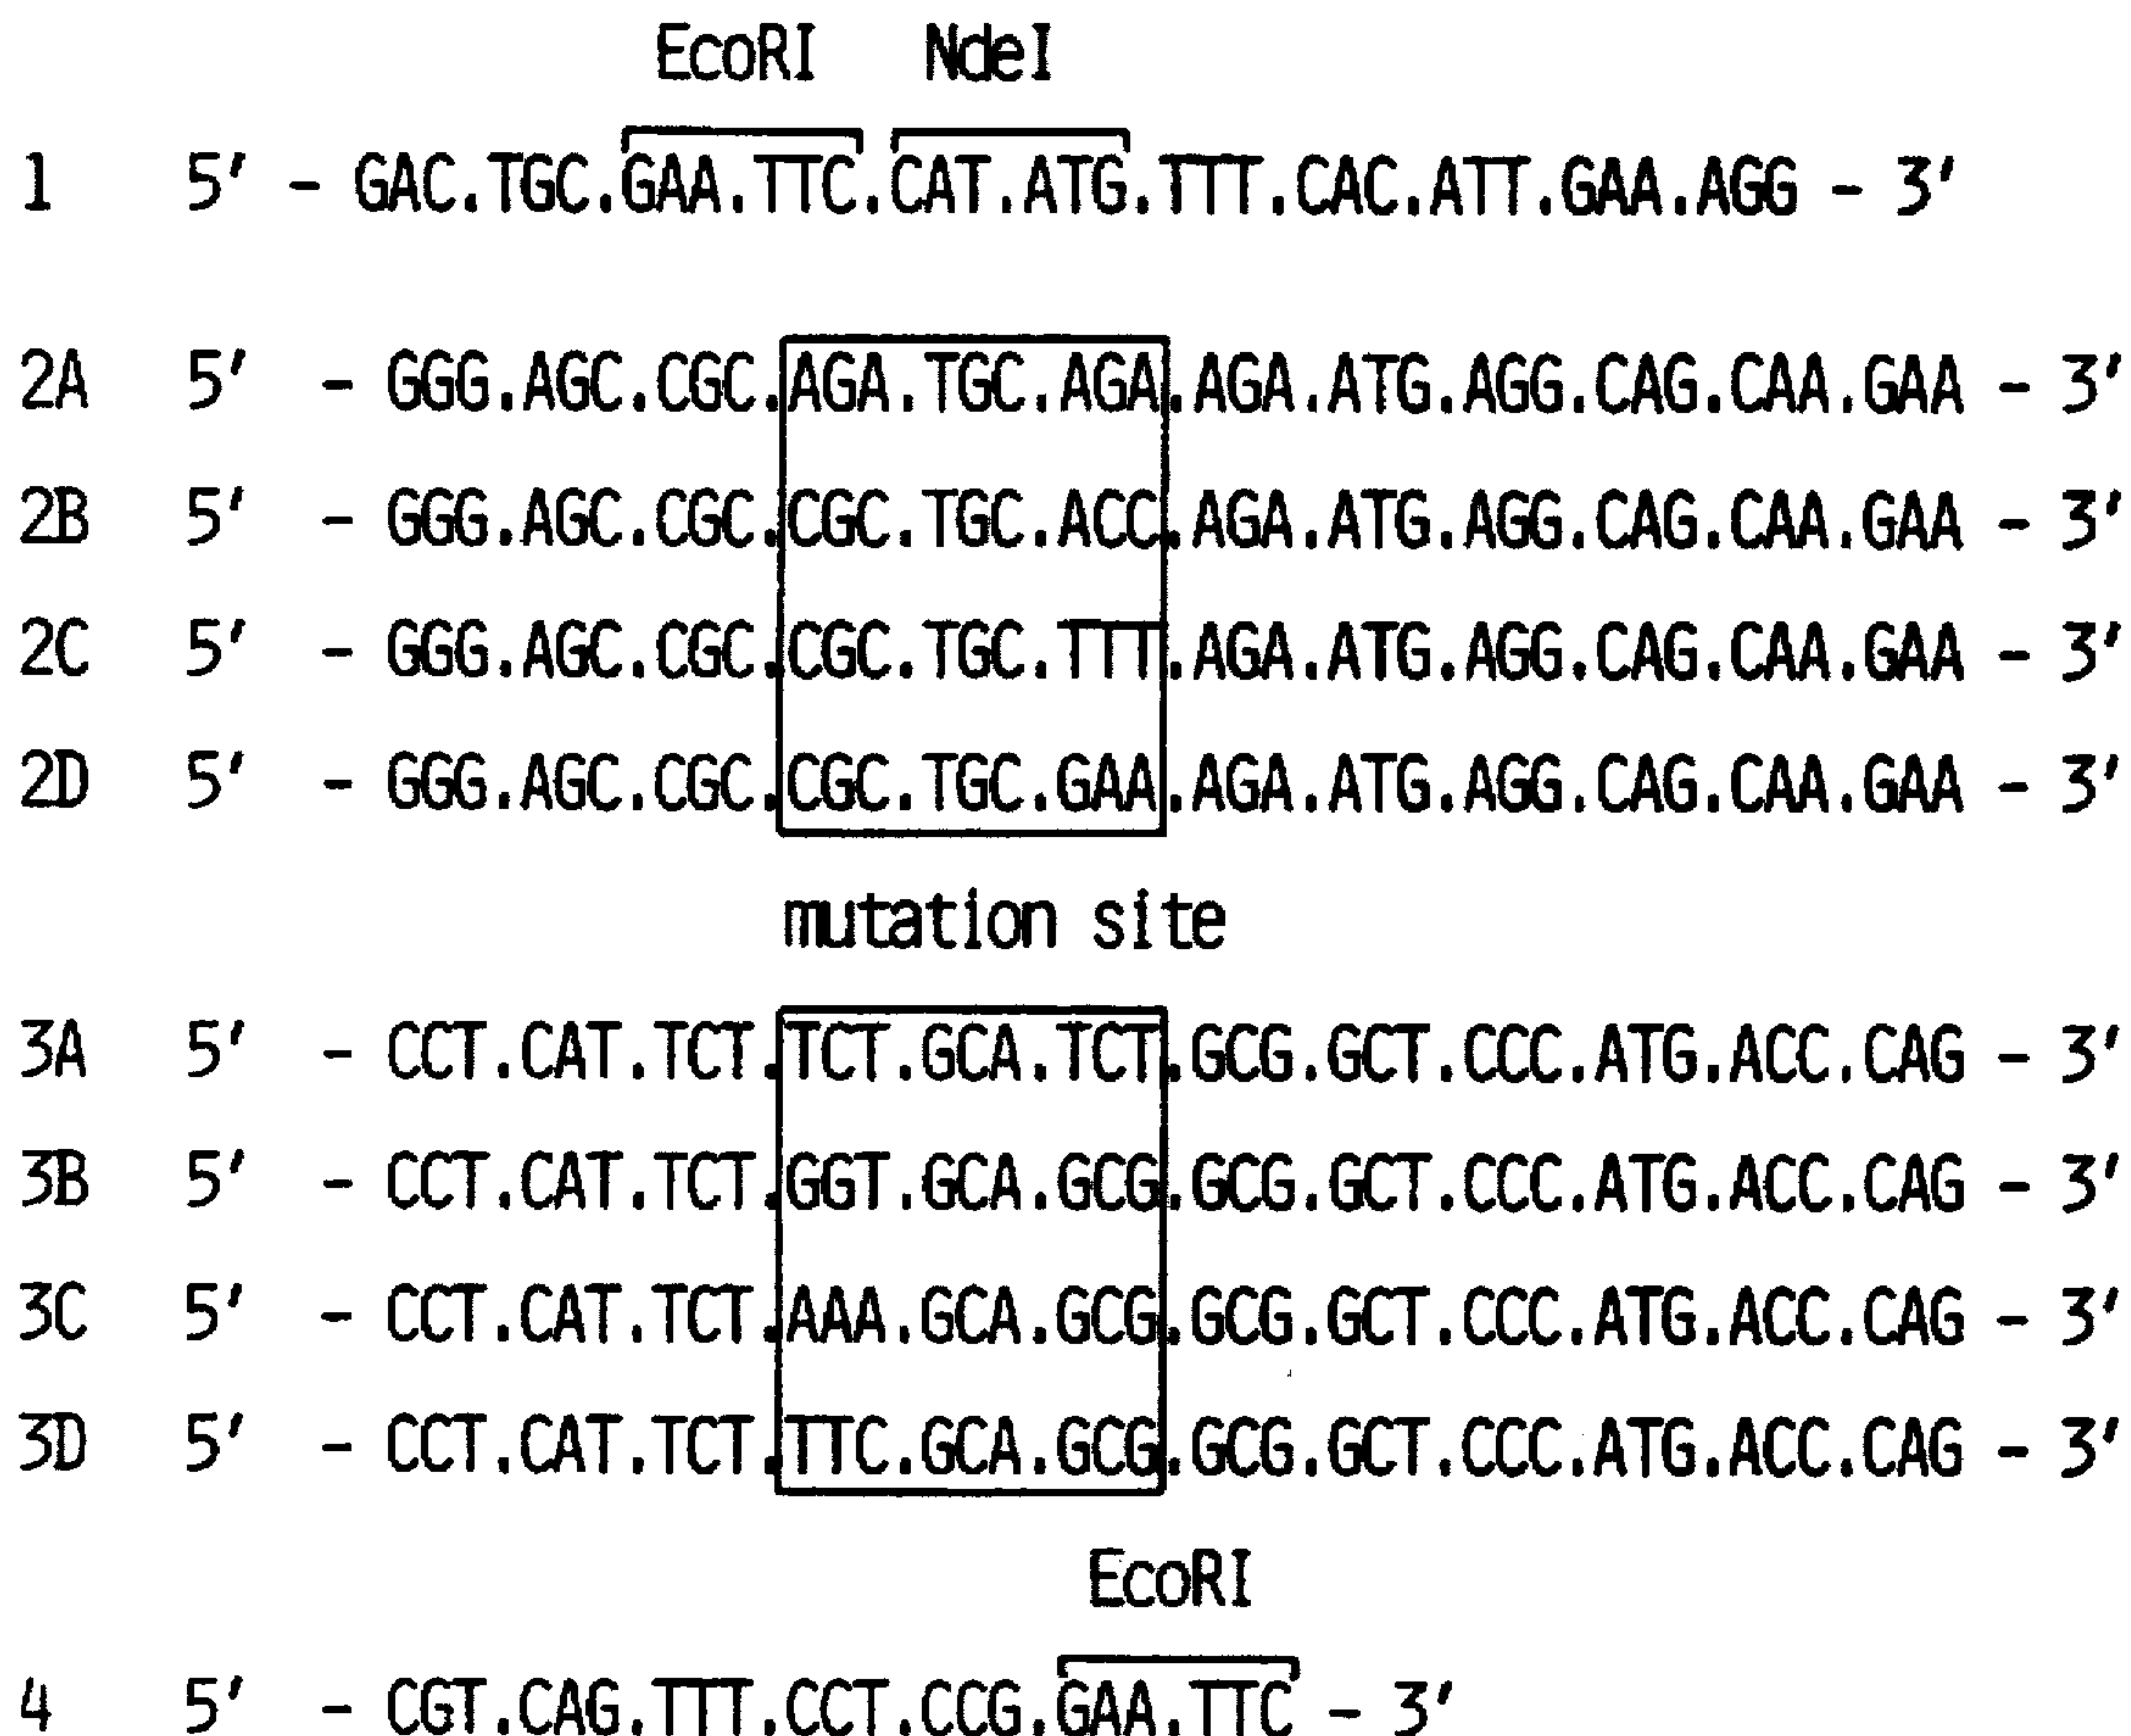 EcoRI NdeI
1 5′ – GAC.TGC.GAA.TTC.CAT.ATG.TTT.CAC.ATT.GAA.AGG – 3′
2A 5′ – GGG.AGC.CGC.AGA.TGC.AGA.AGA.ATG.AGG.CAG.CAA.GAA – 3′
2B 5′ – GGG.AGC.CGC.CGC.TGC.ACC.AGA.ATG.AGG.CAG.CAA.GAA – 3′
2C 5′ – GGG.AGC.CGC.CGC.TGC.TTT.AGA.ATG.AGG.CAG.CAA.GAA – 3′
2D 5′ – GGG.AGC.CGC.CGC.TGC.GAA.AGA.ATG.AGG.CAG.CAA.GAA – 3′
mutation site
3A 5′ – CCT.CAT.TCT.TCT.GCA.TCT.GCG.GCT.CCC.ATG.ACC.CAG – 3′
3B 5′ – CCT.CAT.TCT.GGT.GCA.GCG.GCG.GCT.CCC.ATG.ACC.CAG – 3′
3C 5′ – CCT.CAT.TCT.AAA.GCA.GCG.GCG.GCT.CCC.ATG.ACC.CAG – 3′
3D 5′ – CCT.CAT.TCT.TTC.GCA.GCG.GCG.GCT.CCC.ATG.ACC.CAG – 3′
EcoRI
4 5′ – CGT.CAG.TTT.CCT.CCG.GAA.TTC – 3′